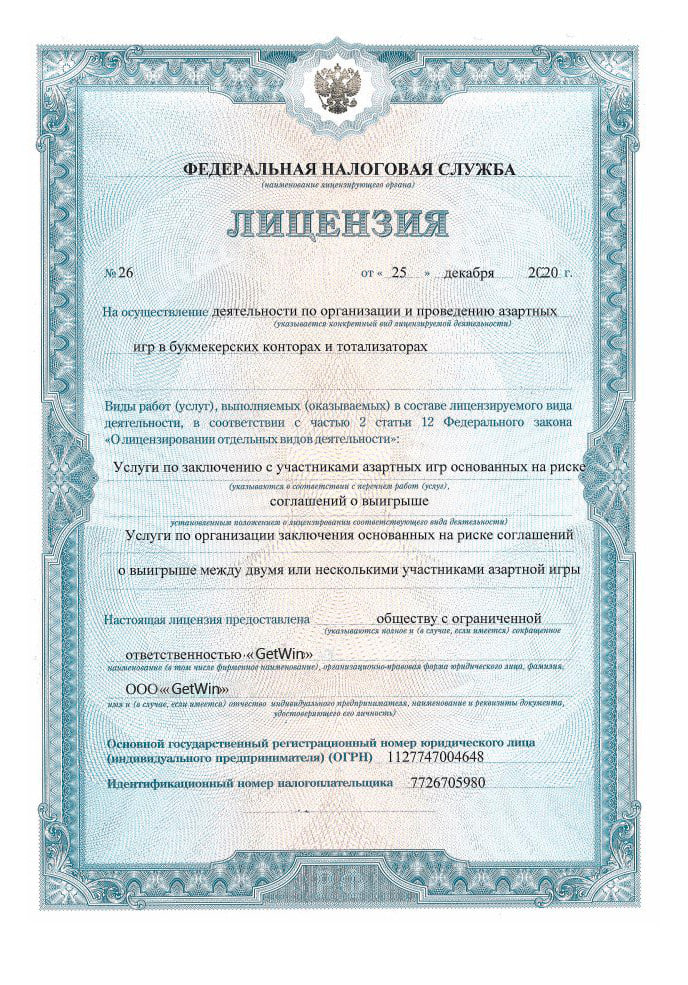 ФЕДЕРАЛЬНАЯ НАЛОГОВАЯ СЛУЖБА
(наименование лицензирующего органа)
ЛИЦЕНЗИЯ
№ 26 от « 25 » декабря 2020 г.
На осуществление деятельности по организации и проведению азартных
(указывается конкретный вид лицензируемой деятельности)
игр в букмекерских конторах и тотализаторах
Виды работ (услуг), выполняемых (оказываемых) в составе лицензируемого вида
деятельности, в соответствии с частью 2 статьи 12 Федерального закона
«О лицензировании отдельных видов деятельности»:
Услуги по заключению с участниками азартных игр основанных на риске
(указываются в соответствии с перечнем работ (услуг),
соглашений о выигрыше
установленным положением о лицензировании соответствующего вида деятельности)
Услуги по организации заключения основанных на риске соглашений
о выигрыше между двумя или несколькими участниками азартной игры
Настоящая лицензия предоставлена обществу с ограниченной
(указываются полное и (в случае, если имеется) сокращенное
ответственностью «GetWin»
наименование (в том числе фирменное наименование), организационно-правовая форма юридического лица, фамилия,
ООО«GetWin»
имя и (в случае, если имеется) отчество индивидуального предпринимателя, наименование и реквизиты документа,
удостоверяющего его личность)
Основной государственный регистрационный номер юридического лица
(индивидуального предпринимателя) (ОГРН) 1127747004648
Идентификационный номер налогоплательщика 7726705980